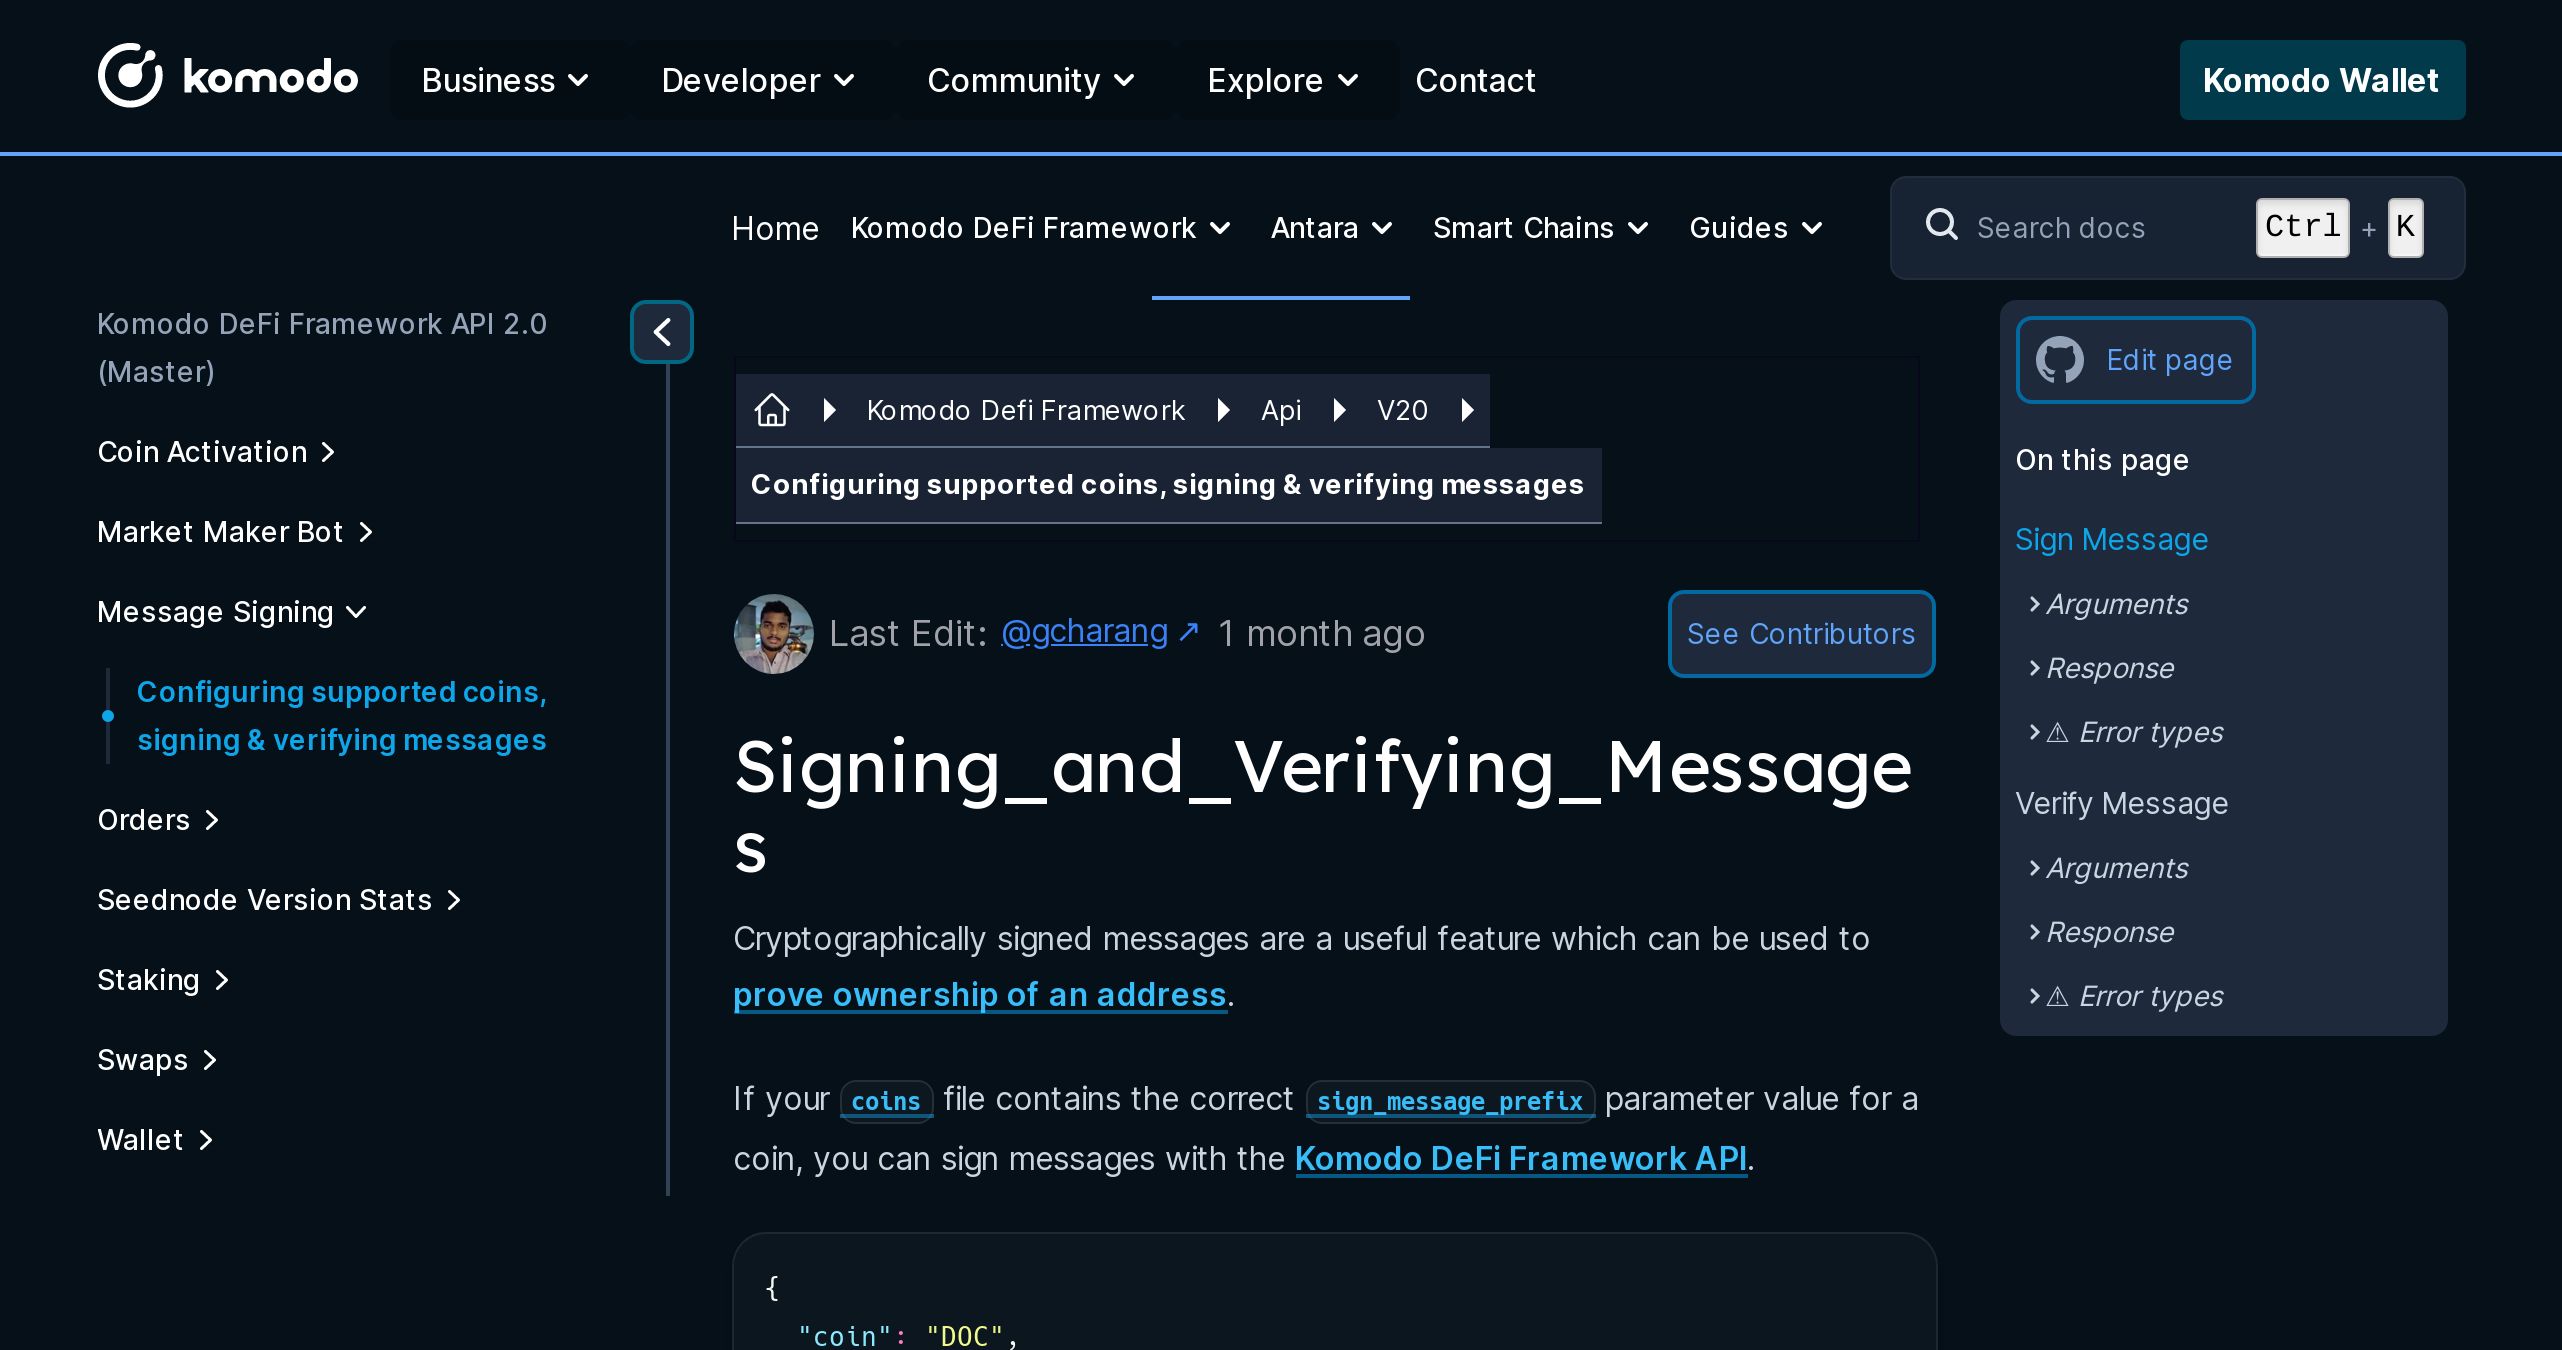 komodo
Business
Developer
Community
Explore
Contact
Komodo Wallet
Home
Komodo DeFi Framework
Antara
Smart Chains
Guides
Search docs
Ctrl + K
Komodo DeFi Framework API 2.0
(Master)
Coin Activation
Market Maker Bot
Message Signing
Configuring supported coins,
signing & verifying messages
Orders
Seednode Version Stats
Staking
Swaps
Wallet
Komodo Defi Framework
Api
V20
Configuring supported coins, signing & verifying messages
Last Edit: @gcharang ↗ 1 month ago
See Contributors
Signing_and_Verifying_Message
s
Cryptographically signed messages are a useful feature which can be used to
prove ownership of an address.
If your coins file contains the correct sign_message_prefix parameter value for a
coin, you can sign messages with the Komodo DeFi Framework API.
{
"coin": "DOC",
Edit page
On this page
Sign Message
Arguments
Response
⚠ Error types
Verify Message
Arguments
Response
⚠ Error types